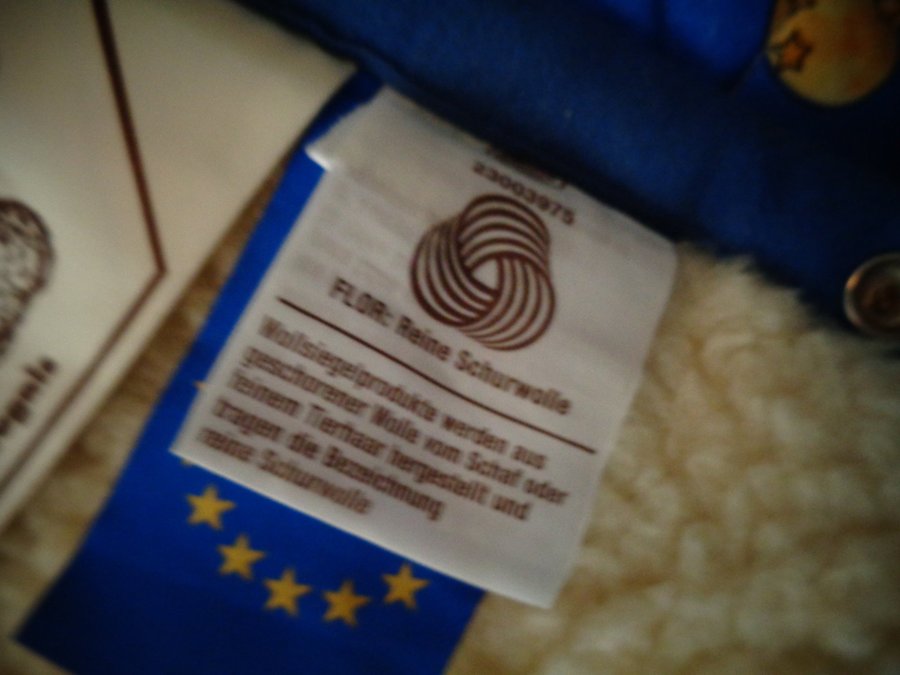 23003975
FLOR: Reine Schurwolle
Wollsiegelprodukte werden aus
geschorener Wolle vom Schaf oder
feinem Tierhaar hergestellt und
tragen die Bezeichnung
reine Schurwolle